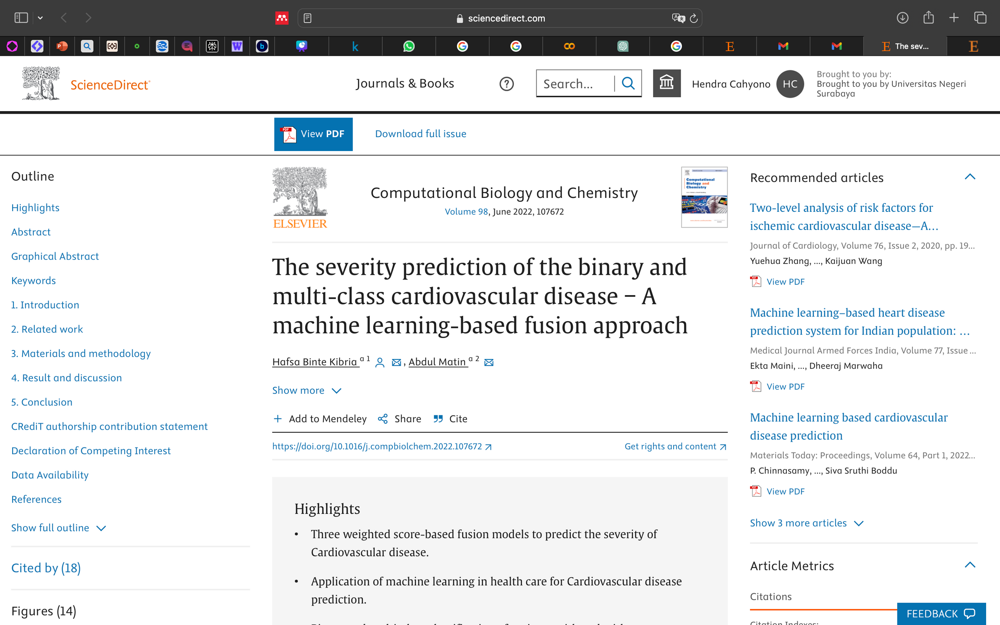 sciencedirect.com
The sev...
ScienceDirect
Journals & Books
Search...
Hendra Cahyono
HC
Brought to you by:
Brought to you by Universitas Negeri
Surabaya
View PDF
Download full issue
Outline
Highlights
Abstract
Graphical Abstract
Keywords
1. Introduction
2. Related work
3. Materials and methodology
4. Result and discussion
5. Conclusion
CRediT authorship contribution statement
Declaration of Competing Interest
Data Availability
References
Show full outline
Cited by (18)
Figures (14)
ELSEVIER
Computational Biology and Chemistry
Volume 98, June 2022, 107672
Computational
Biology and
Chemistry
The severity prediction of the binary and
multi-class cardiovascular disease – A
machine learning-based fusion approach
Hafsa Binte Kibria a 1, Abdul Matin a 2
Show more
Add to Mendeley Share Cite
https://doi.org/10.1016/j.compbiolchem.2022.107672
Get rights and content
Highlights
• Three weighted score-based fusion models to predict the severity of
Cardiovascular disease.
• Application of machine learning in health care for Cardiovascular disease
prediction.
Recommended articles
Two-level analysis of risk factors for
ischemic cardiovascular disease—A...
Journal of Cardiology, Volume 76, Issue 2, 2020, pp. 19...
Yuehua Zhang, ..., Kaijuan Wang
View PDF
Machine learning–based heart disease
prediction system for Indian population: ...
Medical Journal Armed Forces India, Volume 77, Issue ...
Ekta Maini, ..., Dheeraj Marwaha
View PDF
Machine learning based cardiovascular
disease prediction
Materials Today: Proceedings, Volume 64, Part 1, 2022...
P. Chinnasamy, ..., Siva Sruthi Boddu
View PDF
Show 3 more articles
Article Metrics
Citations
Citation Indexes:
FEEDBACK